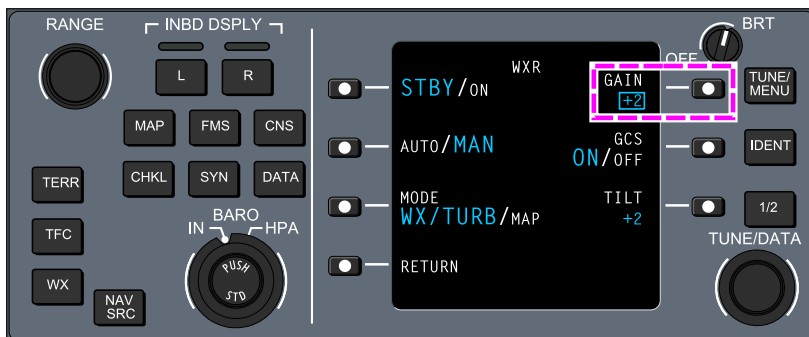 RANGE
INBD DSPLY
L
R
MAP
FMS
CNS
CHKL
SYN
DATA
TERR
TFC
WX
NAV
SRC
BARO
IN
HPA
PUSH
STD
WXR
STBY/ON
AUTO/MAN
MODE
WX/TURB/MAP
RETURN
GAIN
+2
GCS
ON/OFF
TILT
+2
OFF
BRT
TUNE/
MENU
IDENT
1/2
TUNE/DATA